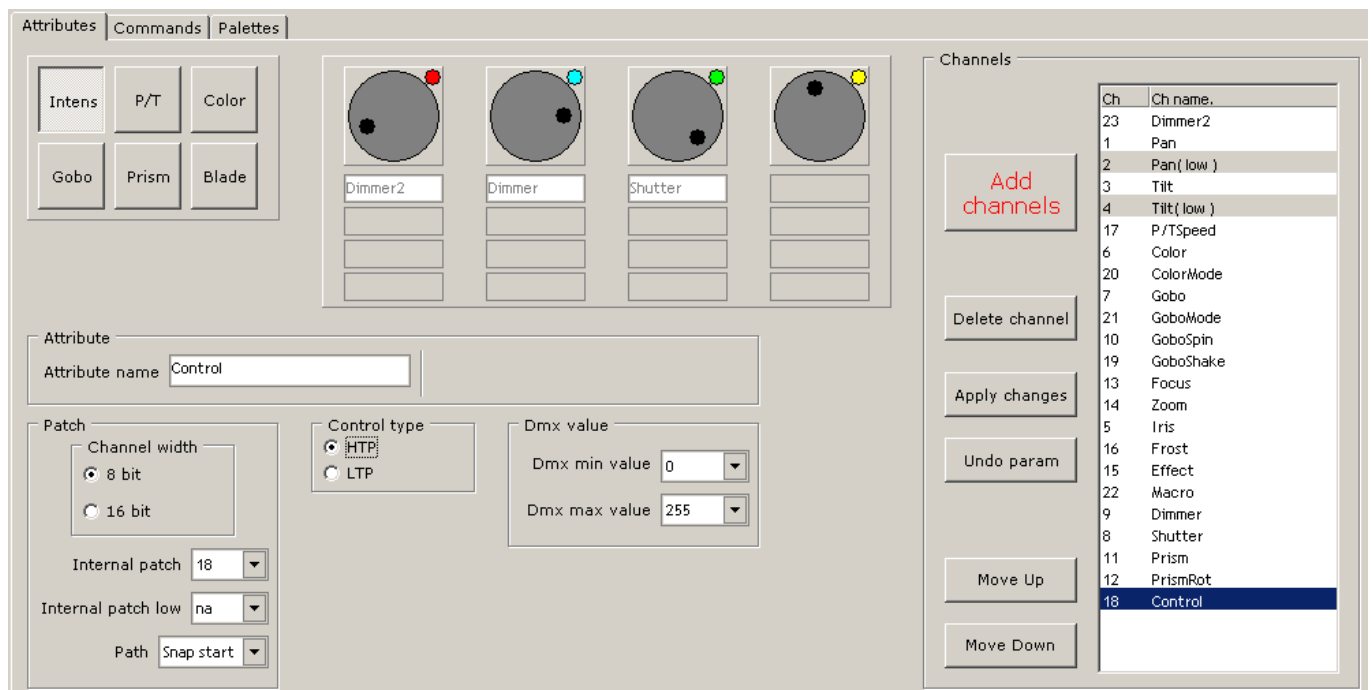 Attributes
Commands
Palettes
Intens
P/T
Color
Gobo
Prism
Blade
Dimmer2
Dimmer
Shutter
Attribute
Attribute name
Control
Patch
Channel width
8 bit
16 bit
Internal patch
18
Internal patch low
na
Path
Snap start
Control type
HTP
LTP
Dmx value
Dmx min value
0
Dmx max value
255
Channels
Add
channels
Delete channel
Apply changes
Undo param
Move Up
Move Down
Ch Ch name.
23 Dimmer2
1 Pan
2 Pan( low )
3 Tilt
4 Tilt( low )
17 P/TSpeed
6 Color
20 ColorMode
7 Gobo
21 GoboMode
10 GoboSpin
19 GoboShake
13 Focus
14 Zoom
5 Iris
16 Frost
15 Effect
22 Macro
9 Dimmer
8 Shutter
11 Prism
12 PrismRot
18 Control